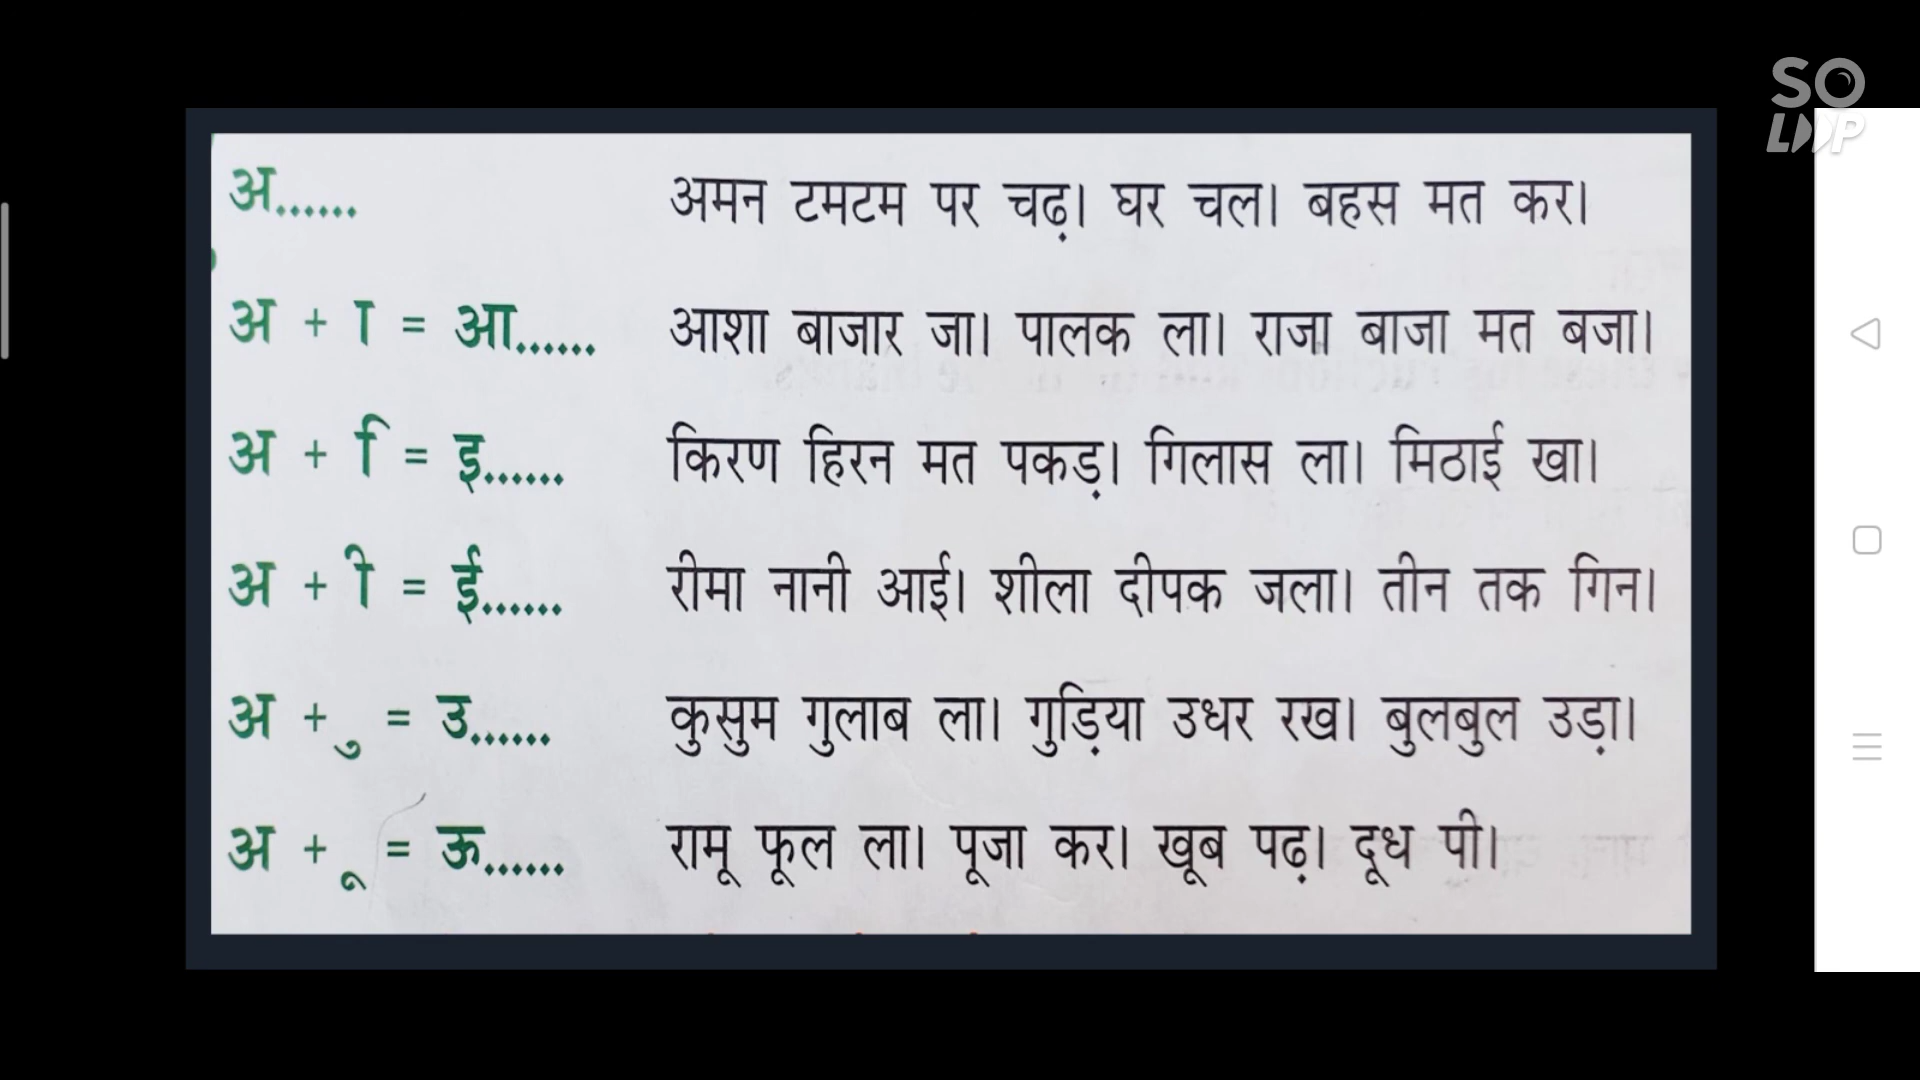 SO
LOOP
अ...... अमन टमटम पर चढ़। घर चल। बहस मत कर।
अ + ा = आ...... आशा बाजार जा। पालक ला। राजा बाजा मत बजा।
अ + ि = इ...... किरण हिरन मत पकड़। गिलास ला। मिठाई खा।
अ + ी = ई...... रीमा नानी आई। शीला दीपक जला। तीन तक गिन।
अ + ु = उ...... कुसुम गुलाब ला। गुड़िया उधर रख। बुलबुल उड़ा।
अ + ू = ऊ...... रामू फूल ला। पूजा कर। खूब पढ़। दूध पी।